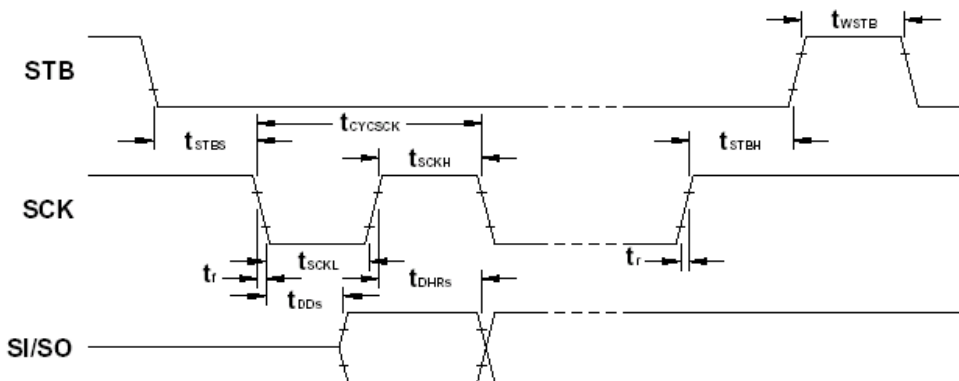 tWSTB
STB
tCYCSCK
tSTBS
tSCKH
tSTBH
SCK
tf
tSCKL
tDHRs
tr
tDDs
SI/SO